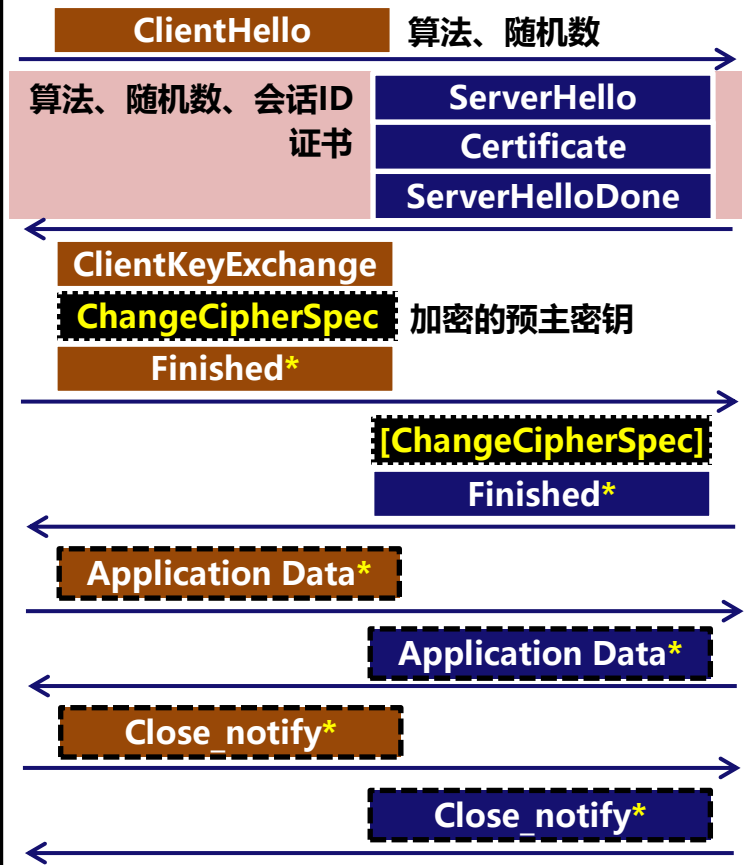 ClientHello 算法、随机数
算法、随机数、会话ID ServerHello
证书 Certificate
ServerHelloDone
ClientKeyExchange
ChangeCipherSpec 加密的预主密钥
Finished*
[ChangeCipherSpec]
Finished*
Application Data*
Application Data*
Close_notify*
Close_notify*